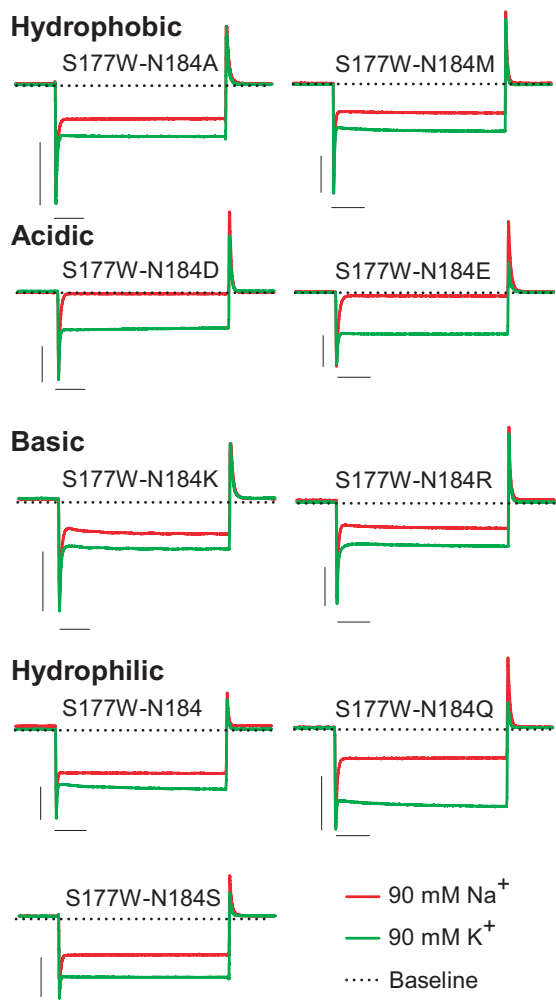 Hydrophobic
S177W-N184A
S177W-N184M
Acidic
S177W-N184D
S177W-N184E
Basic
S177W-N184K
S177W-N184R
Hydrophilic
S177W-N184
S177W-N184Q
S177W-N184S
90 mM Na⁺
90 mM K⁺
Baseline